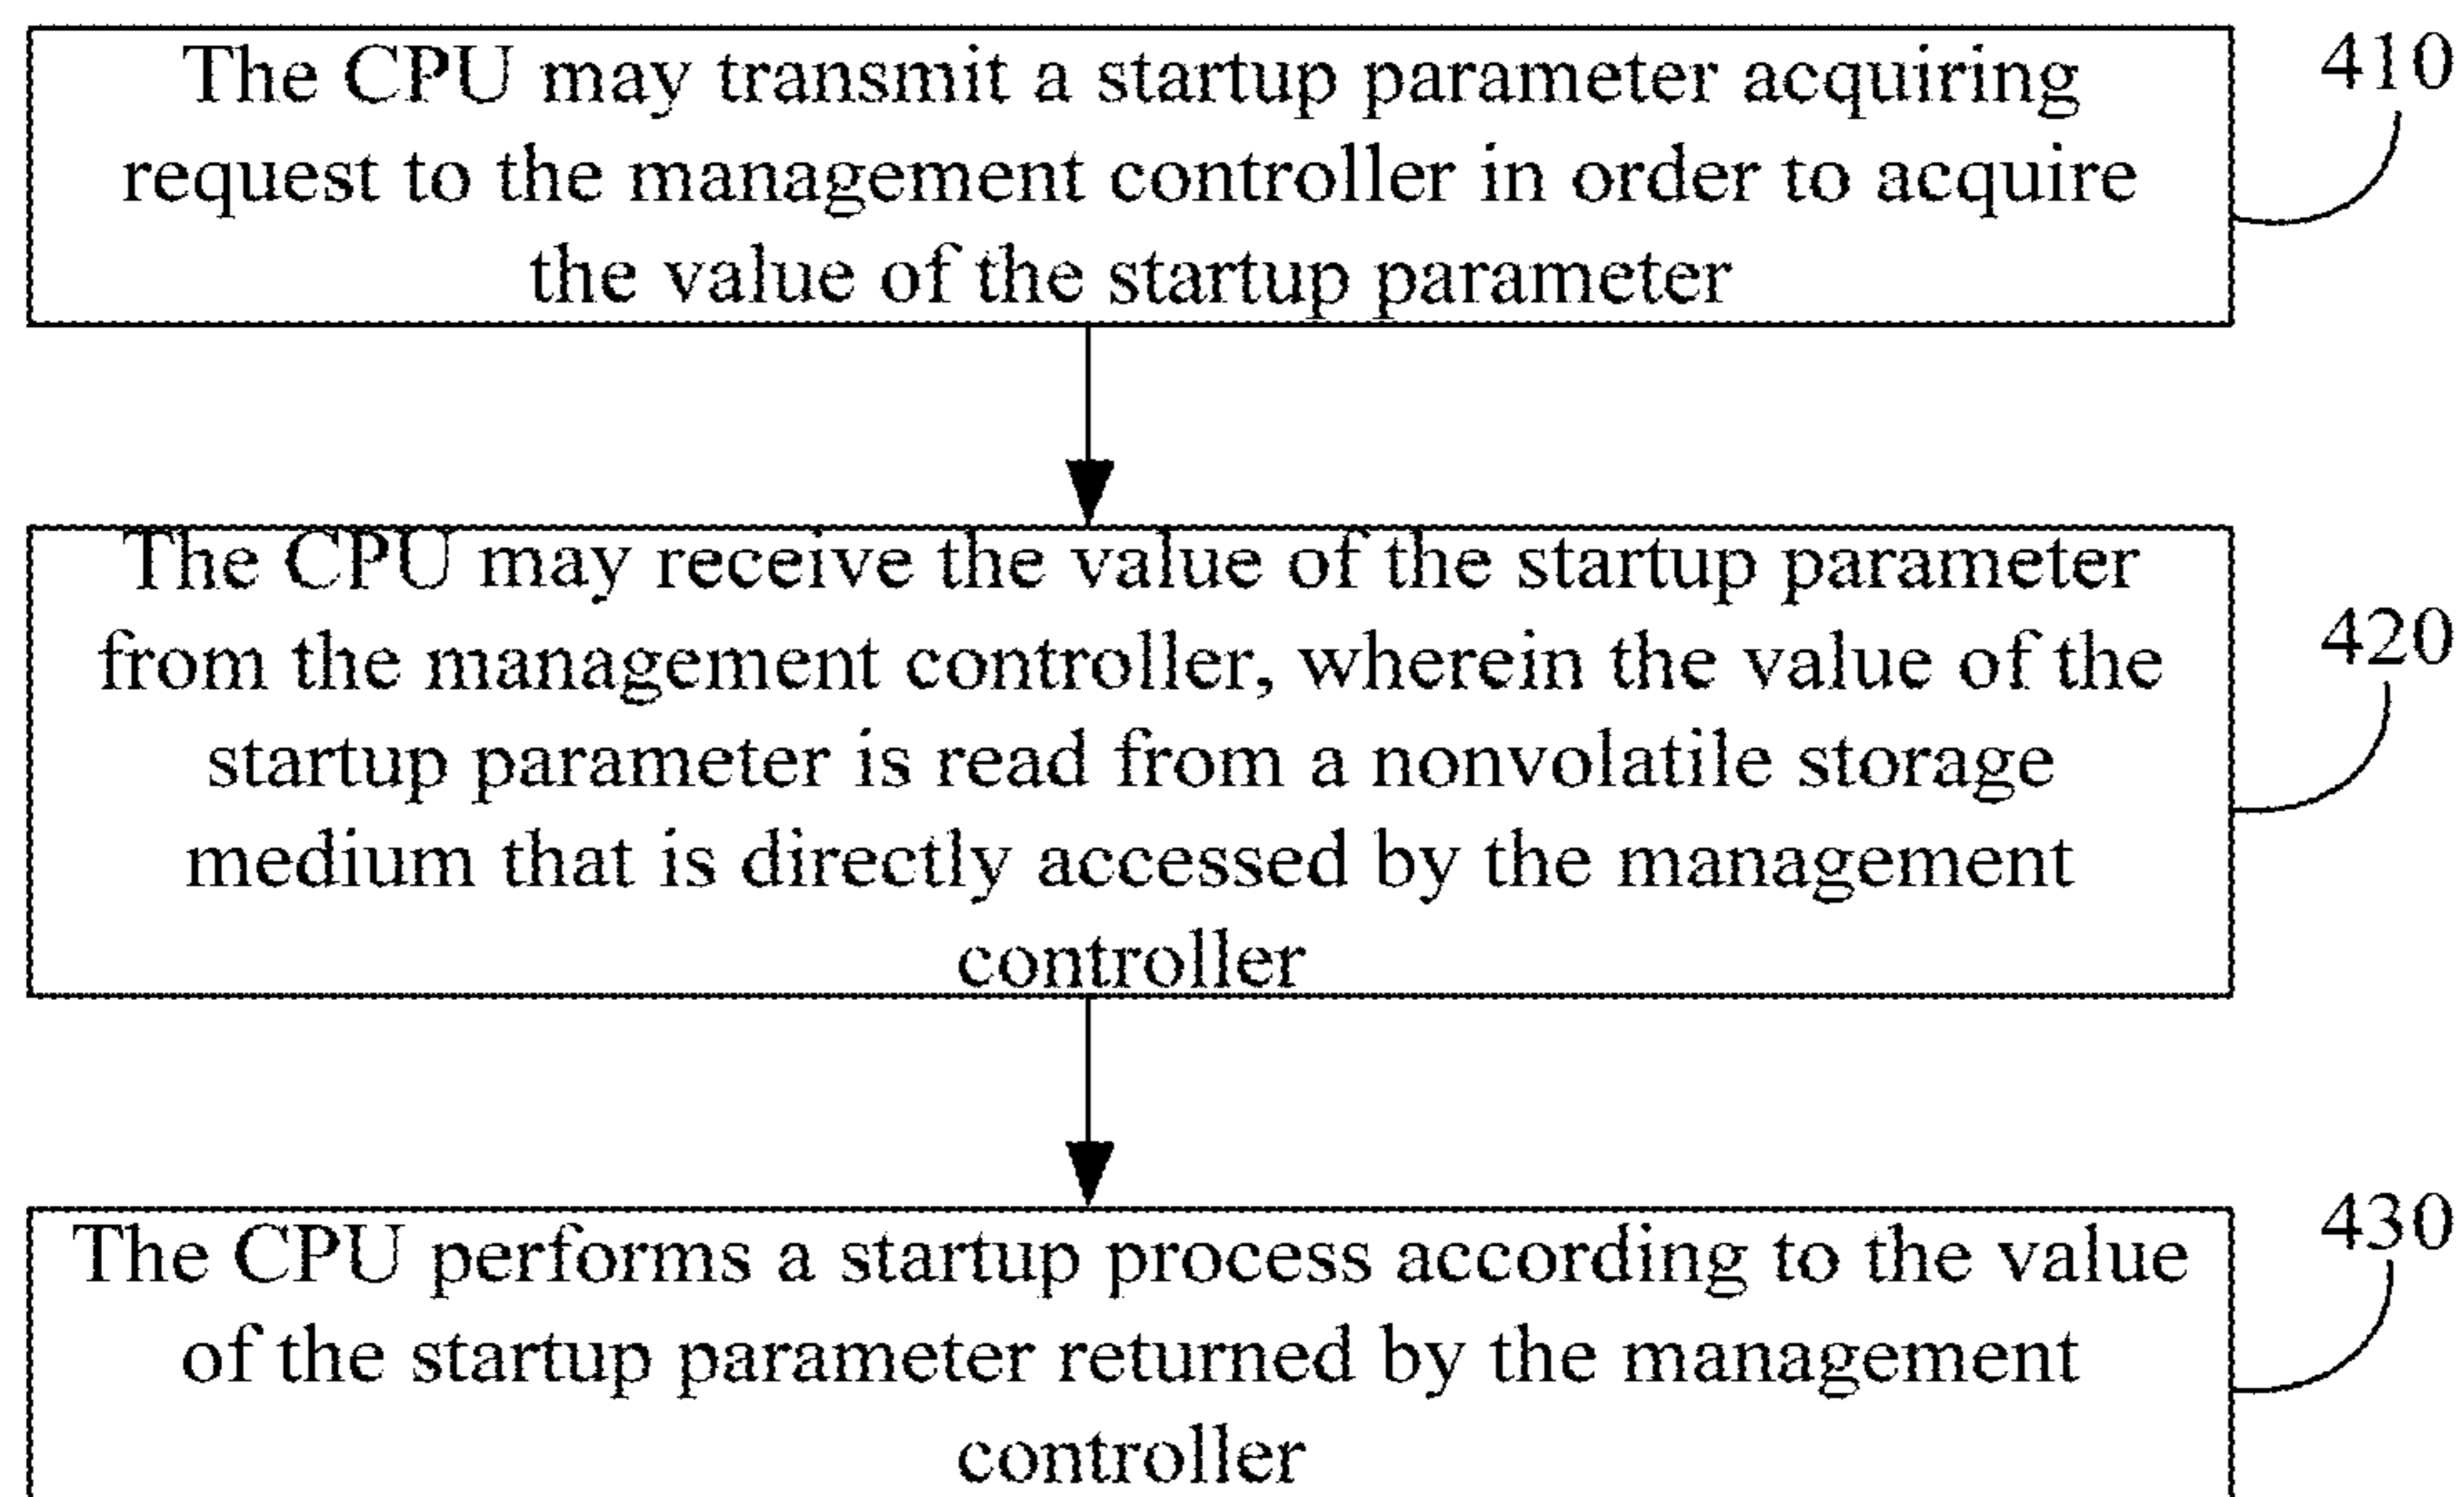 The CPU may transmit a startup parameter acquiring
request to the management controller in order to acquire
the value of the startup parameter
410
The CPU may receive the value of the startup parameter
from the management controller, wherein the value of the
startup parameter is read from a nonvolatile storage
medium that is directly accessed by the management
controller
420
The CPU performs a startup process according to the value
of the startup parameter returned by the management
controller
430